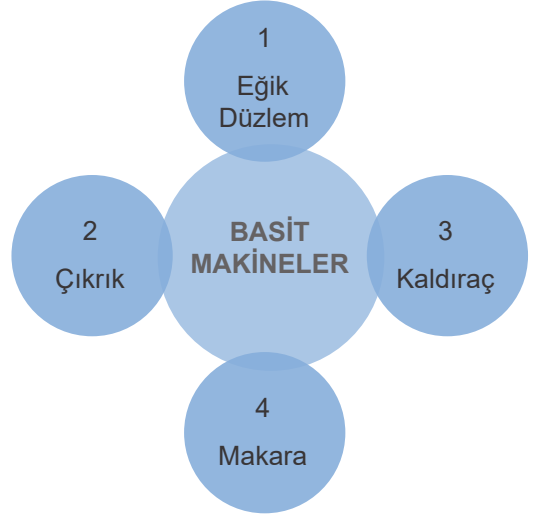 1
Eğik
Düzlem
2
Çıkrık
BASİT
MAKİNELER
3
Kaldıraç
4
Makara